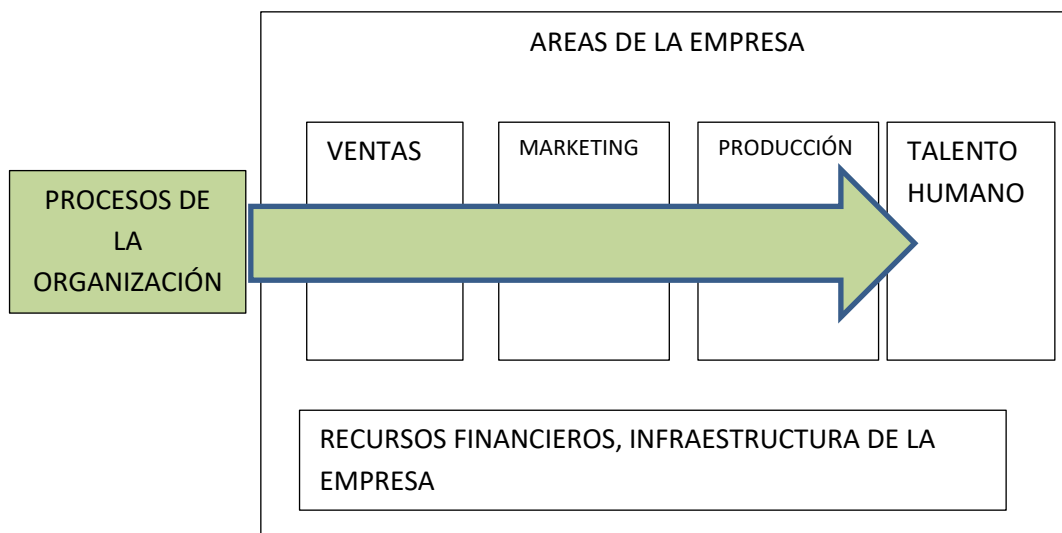 AREAS DE LA EMPRESA
VENTAS
MARKETING
PRODUCCIÓN
TALENTO
HUMANO
PROCESOS DE
LA
ORGANIZACIÓN
RECURSOS FINANCIEROS, INFRAESTRUCTURA DE LA
EMPRESA